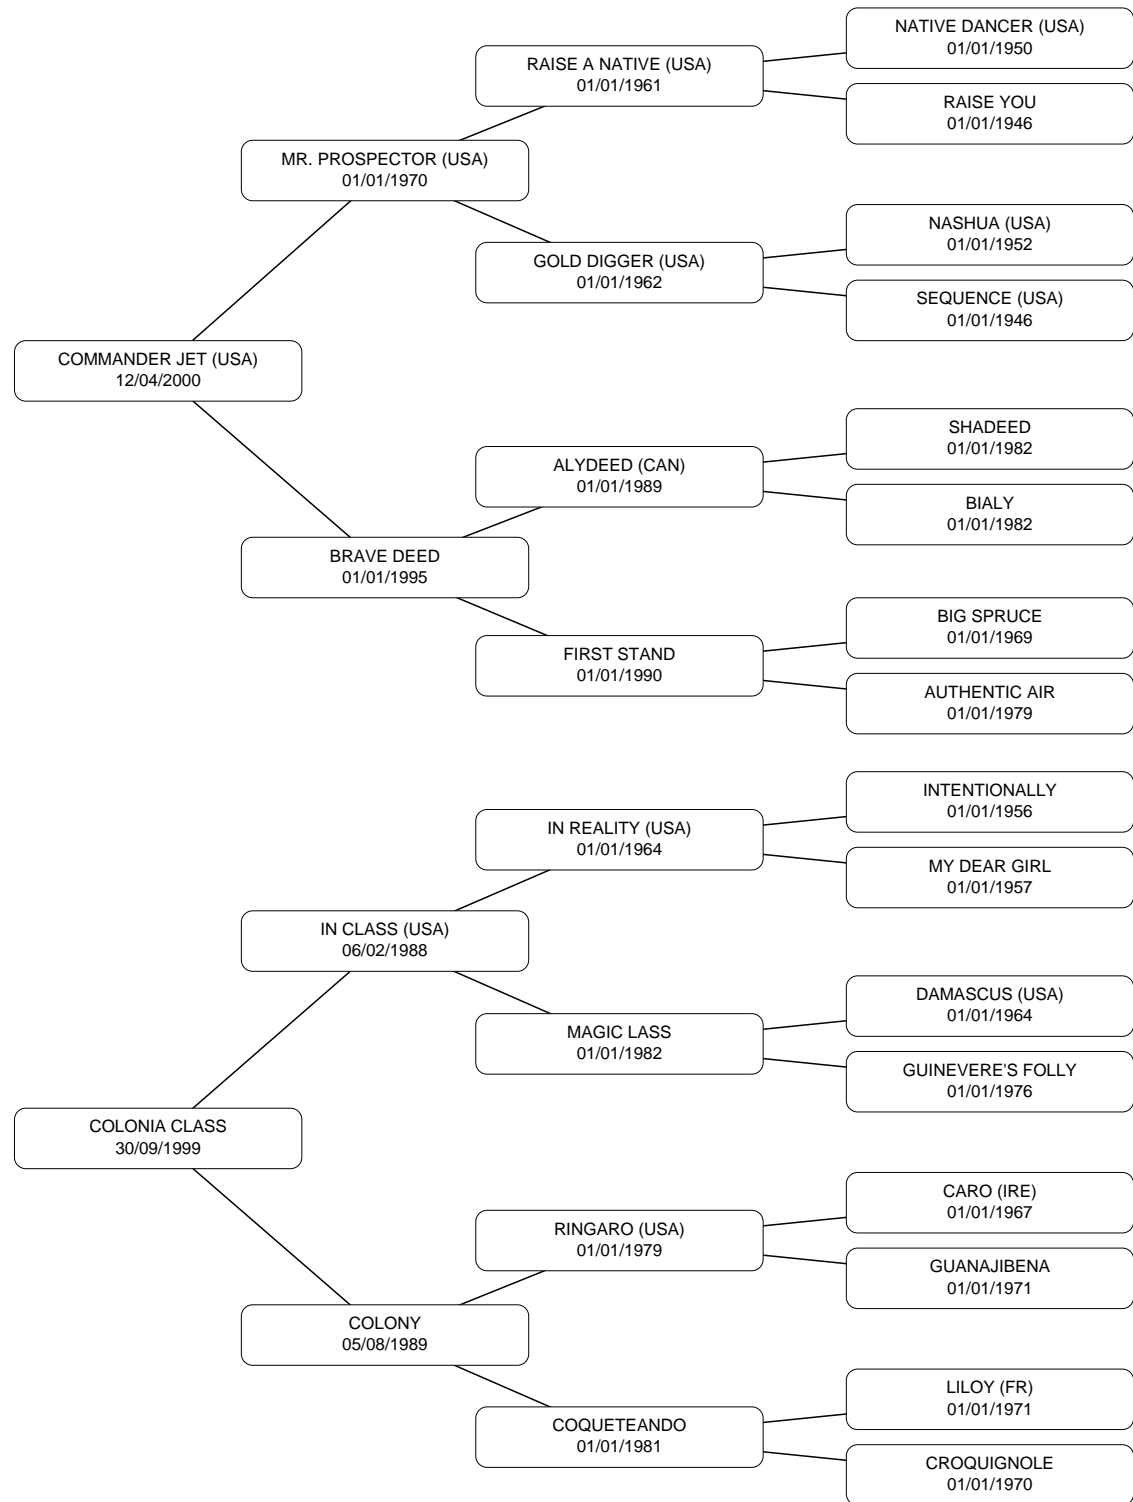 NATIVE DANCER (USA)
01/01/1950
RAISE A NATIVE (USA)
01/01/1961
RAISE YOU
01/01/1946
MR. PROSPECTOR (USA)
01/01/1970
NASHUA (USA)
01/01/1952
GOLD DIGGER (USA)
01/01/1962
SEQUENCE (USA)
01/01/1946
COMMANDER JET (USA)
12/04/2000
SHADEED
01/01/1982
ALYDEED (CAN)
01/01/1989
BIALY
01/01/1982
BRAVE DEED
01/01/1995
BIG SPRUCE
01/01/1969
FIRST STAND
01/01/1990
AUTHENTIC AIR
01/01/1979
INTENTIONALLY
01/01/1956
IN REALITY (USA)
01/01/1964
MY DEAR GIRL
01/01/1957
IN CLASS (USA)
06/02/1988
DAMASCUS (USA)
01/01/1964
MAGIC LASS
01/01/1982
GUINEVERE'S FOLLY
01/01/1976
COLONIA CLASS
30/09/1999
CARO (IRE)
01/01/1967
RINGARO (USA)
01/01/1979
GUANAJIBENA
01/01/1971
COLONY
05/08/1989
LILOY (FR)
01/01/1971
COQUETEANDO
01/01/1981
CROQUIGNOLE
01/01/1970